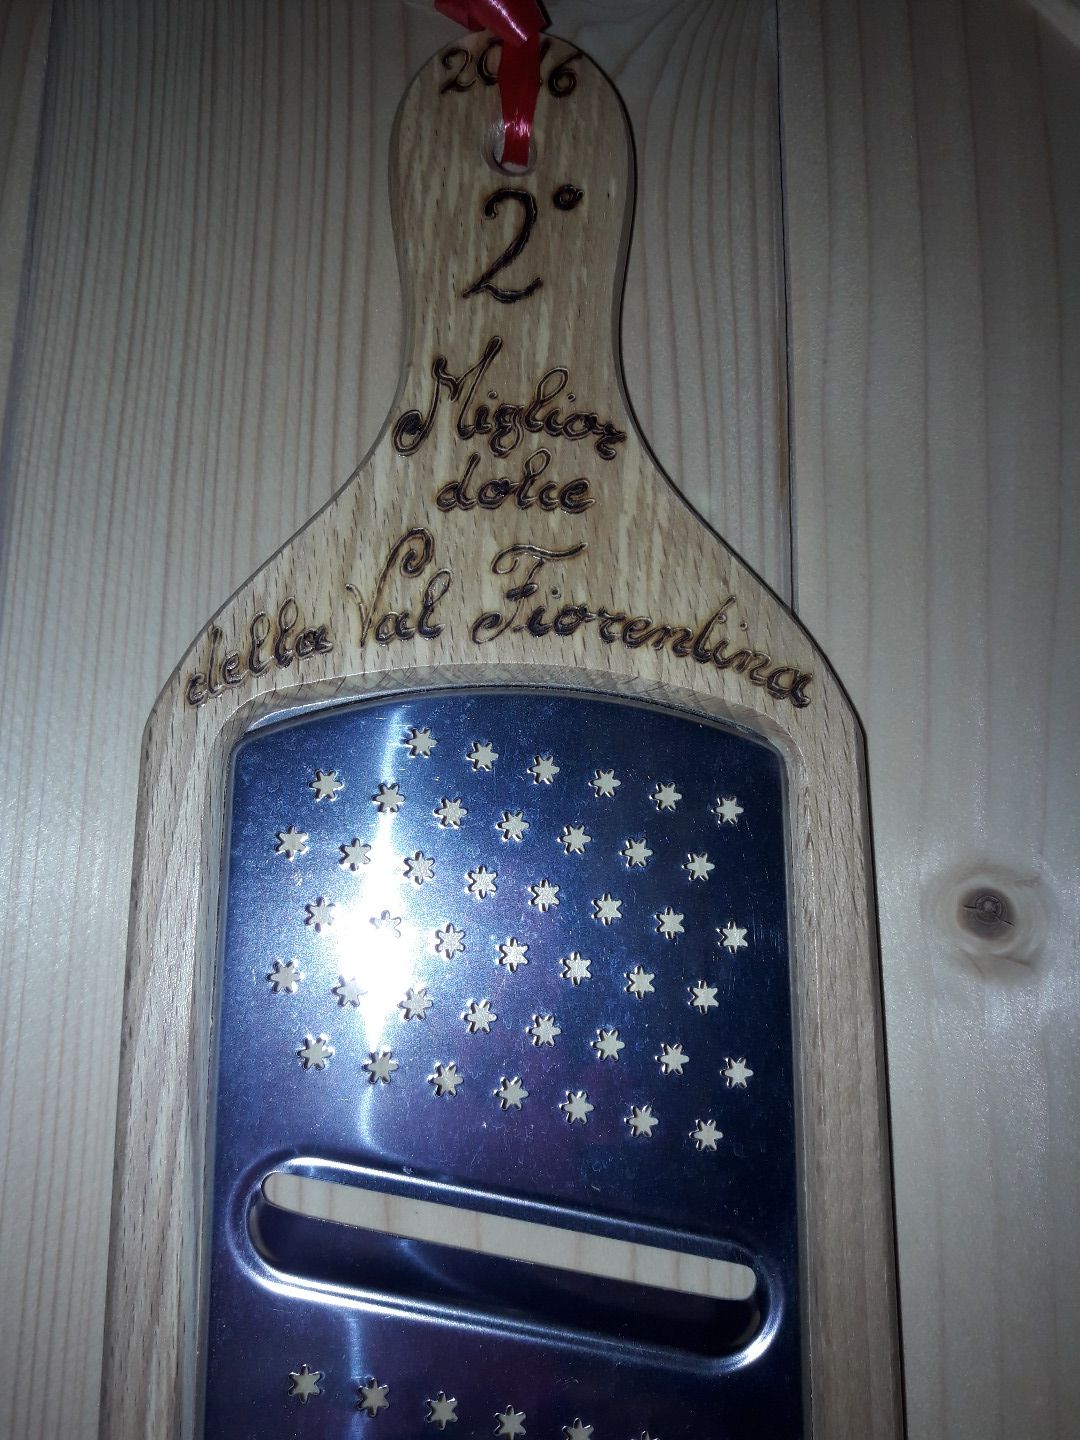 2016
2°
Miglior
dolce
della Val Fiorentina